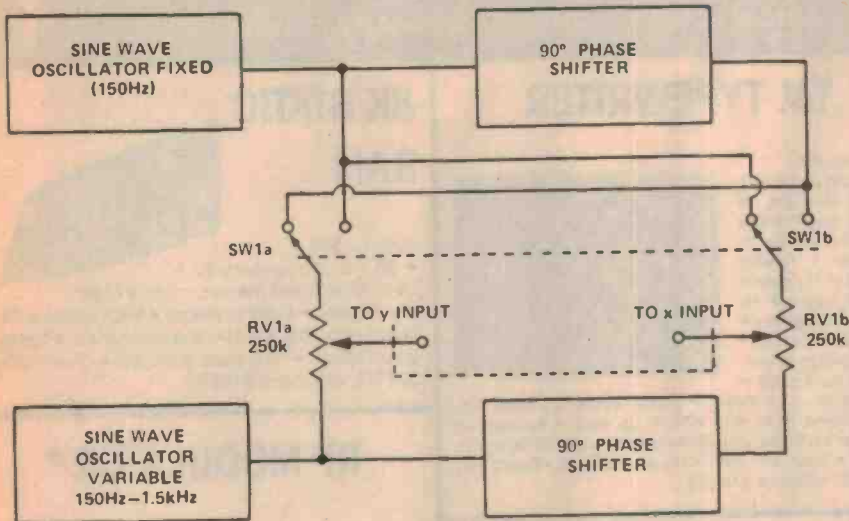 SINE WAVE
OSCILLATOR FIXED
(150Hz)
90° PHASE
SHIFTER
SW1a
SW1b
RV1a
250k
TO y INPUT
TO x INPUT
RV1b
250k
SINE WAVE
OSCILLATOR
VARIABLE
150Hz–1.5kHz
90° PHASE
SHIFTER